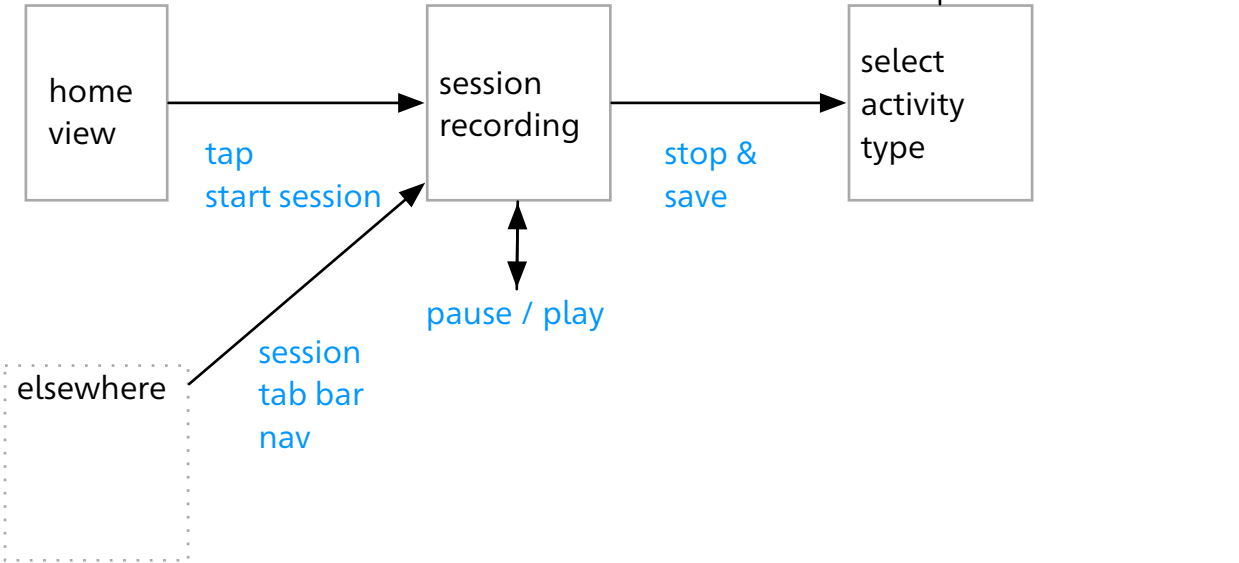 home
view
tap
start session
session
recording
stop &
save
select
activity
type
pause / play
elsewhere
session
tab bar
nav